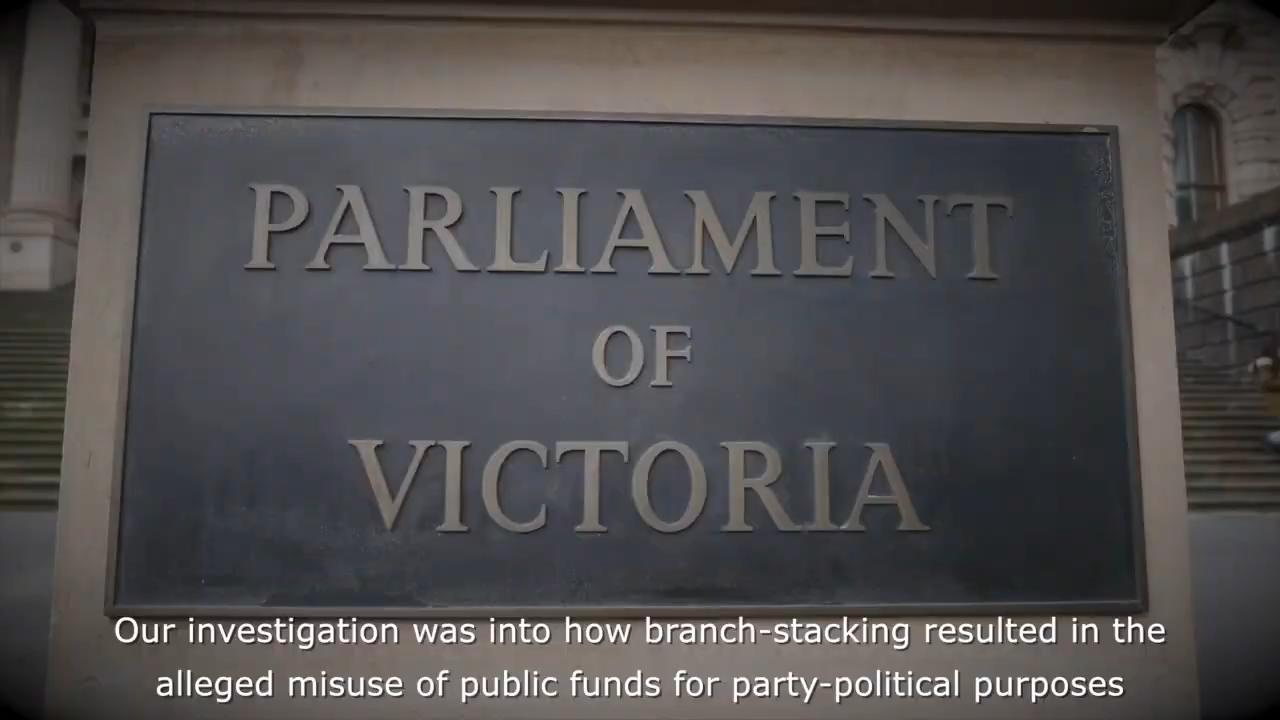 PARLIAMENT
OF
VICTORIA
Our investigation was into how branch-stacking resulted in the
alleged misuse of public funds for party-political purposes